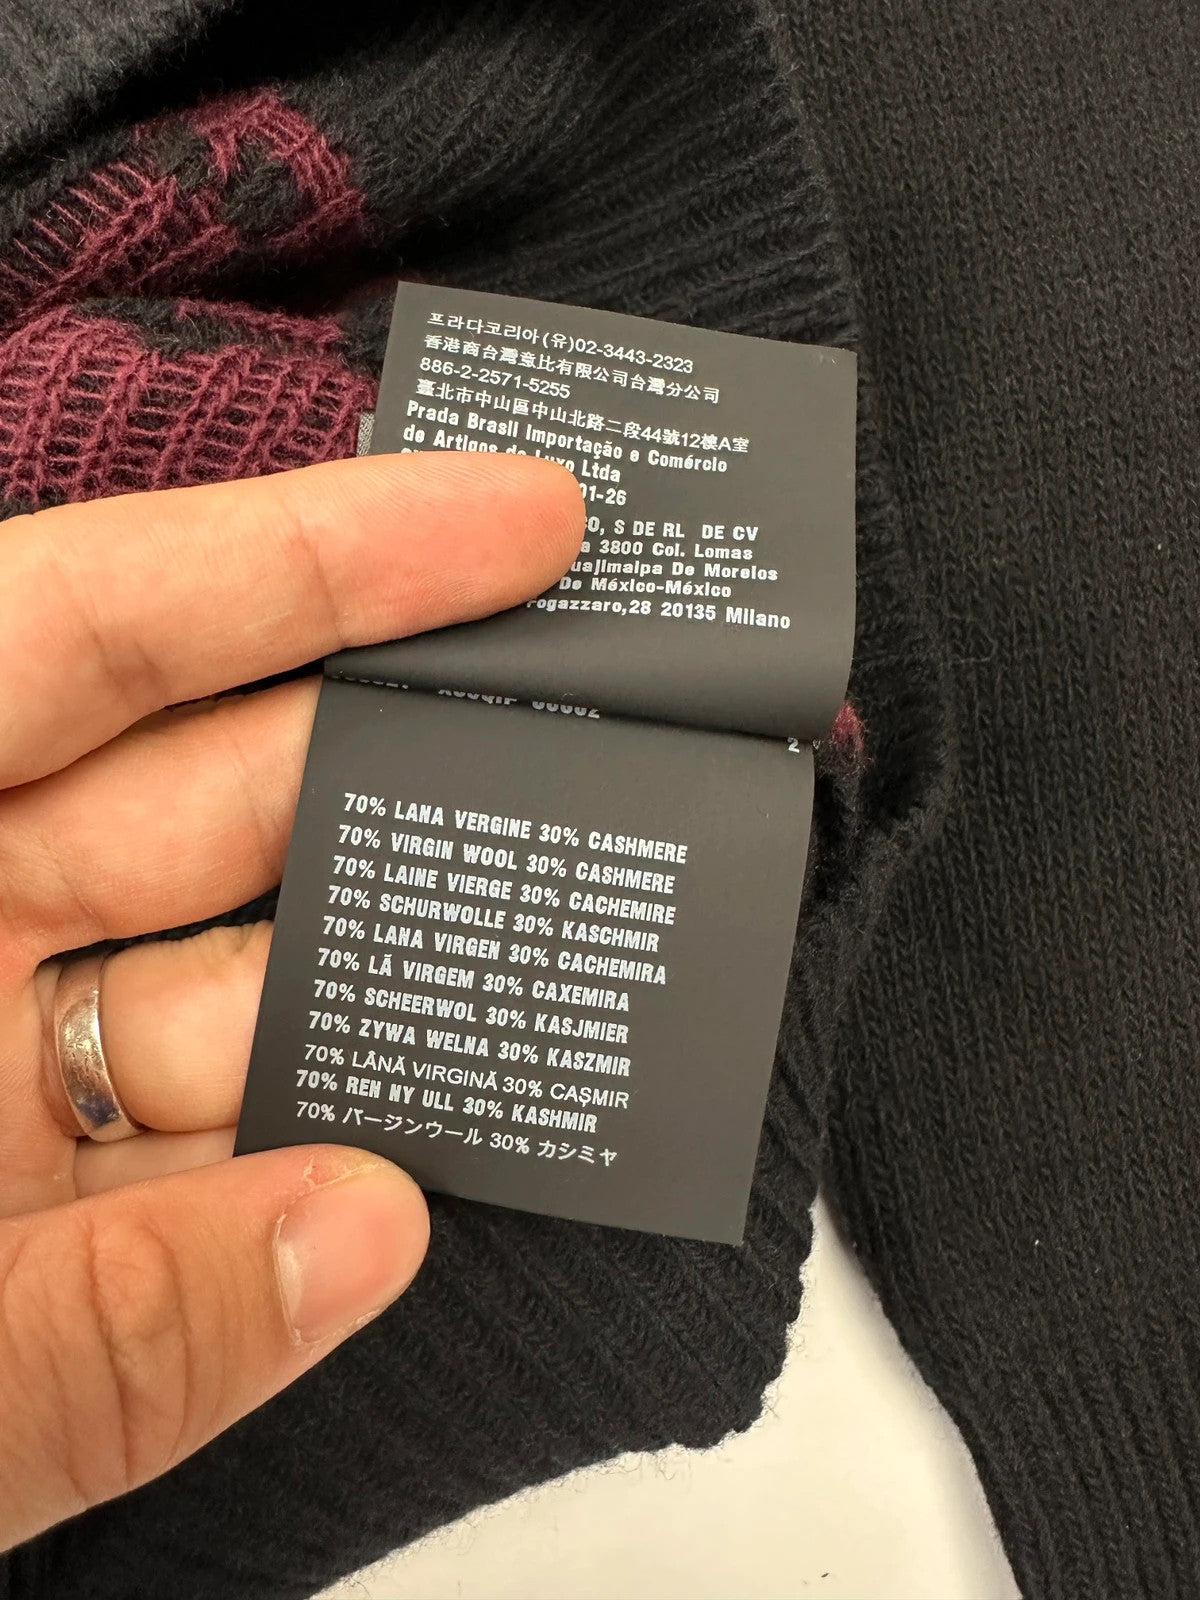 프라다코리아(유)02-3443-2323
香港商台灣意比有限公司台灣分公司
886-2-2571-5255
臺北市中山區中山北路二段44號12樓A室
Prada Brasil Importação e Comércio
de Artigos de Luxo Ltda
01-26
S DE RL DE CV
3800 Col. Lomas
De Morelos
De México-México
Fogazzaro,28 20135 Milano
2
70% LANA VERGINE 30% CASHMERE
70% VIRGIN WOOL 30% CASHMERE
70% LAINE VIERGE 30% CACHEMIRE
70% SCHURWOLLE 30% KASCHMIR
70% LANA VIRGEN 30% CACHEMIRA
70% LÃ VIRGEM 30% CAXEMIRA
70% SCHEERWOL 30% KASJMIER
70% ZYWA WELNA 30% KASZMIR
70% LÂNĂ VIRGINĂ 30% CAȘMIR
70% REN NY ULL 30% KASHMIR
70% バージンウール 30% カシミヤ